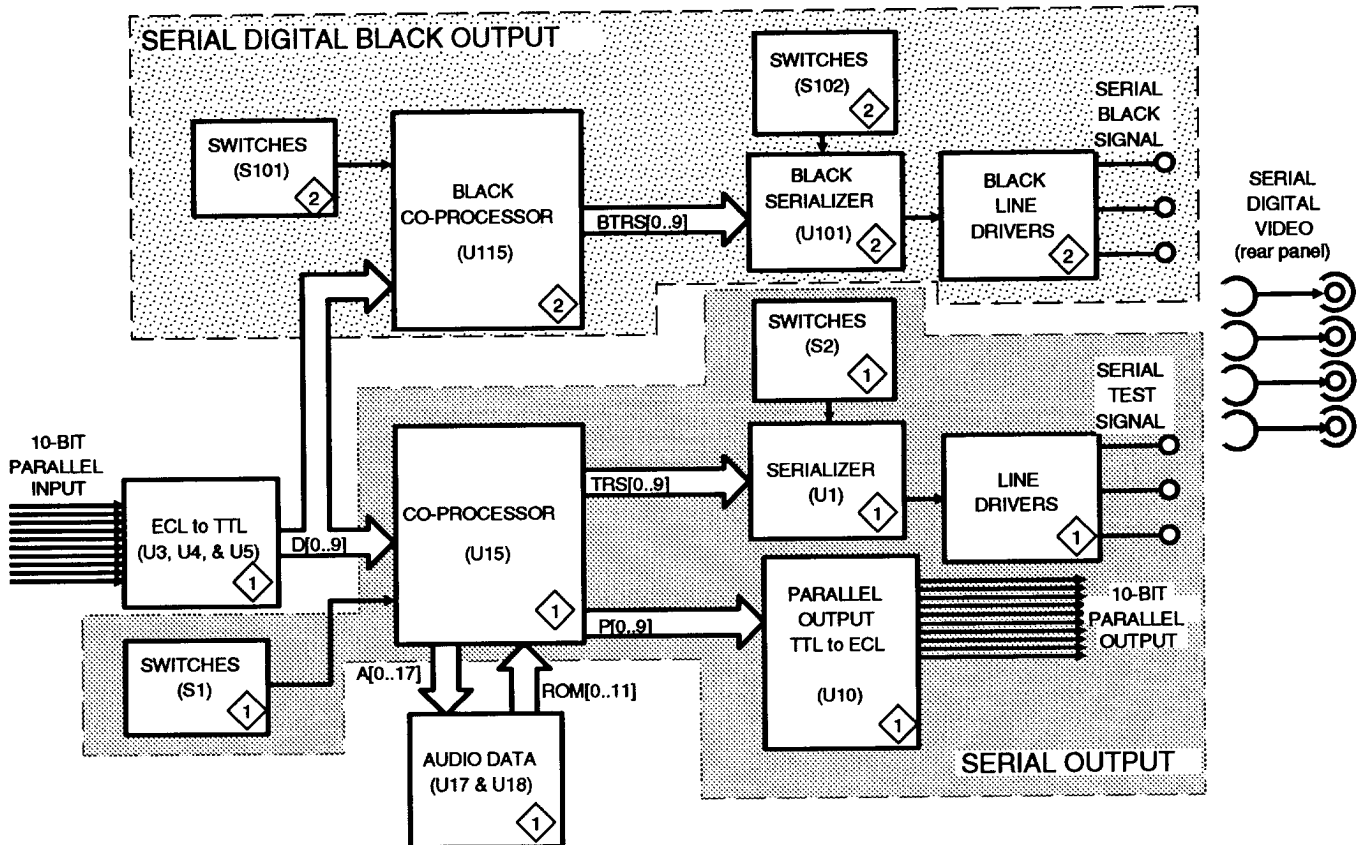 SERIAL DIGITAL BLACK OUTPUT
SWITCHES
(S102)
2
SERIAL
BLACK
SIGNAL
SWITCHES
(S101)
2
BLACK
CO-PROCESSOR
(U115)
2
BTRS[0..9]
BLACK
SERIALIZER
(U101)
2
BLACK
LINE
DRIVERS
2
SERIAL
DIGITAL
VIDEO
(rear panel)
SWITCHES
(S2)
1
SERIAL
TEST
SIGNAL
10-BIT
PARALLEL
INPUT
ECL to TTL
(U3, U4, & U5)
1
D[0..9]
CO-PROCESSOR
(U15)
1
TRS[0..9]
SERIALIZER
(U1)
1
LINE
DRIVERS
1
P[0..9]
PARALLEL
OUTPUT
TTL to ECL
(U10)
1
10-BIT
PARALLEL
OUTPUT
SWITCHES
(S1)
1
A[0..17]
ROM[0..11]
AUDIO DATA
(U17 & U18)
1
SERIAL OUTPUT